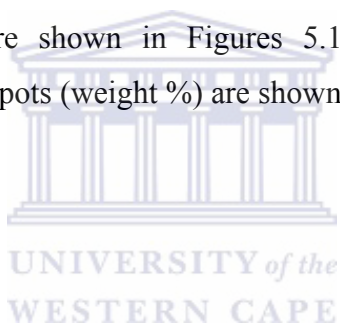 re shown in Figures 5.1
pots (weight %) are shown
UNIVERSITY of the
WESTERN CAPE